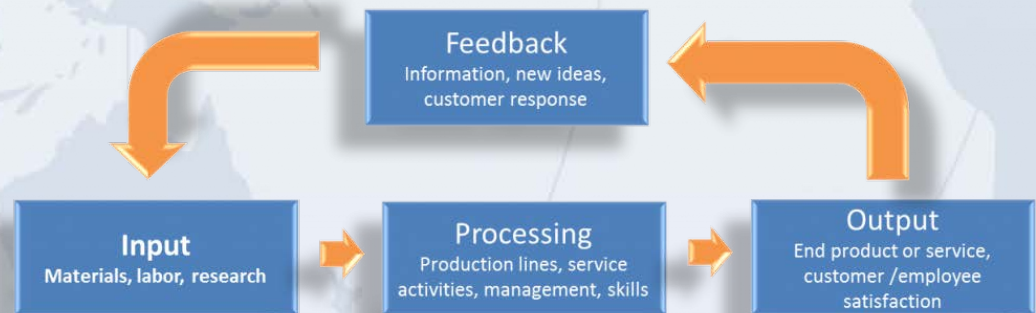 Feedback
Information, new ideas,
customer response
Input
Materials, labor, research
Processing
Production lines, service
activities, management, skills
Output
End product or service,
customer /employee
satisfaction